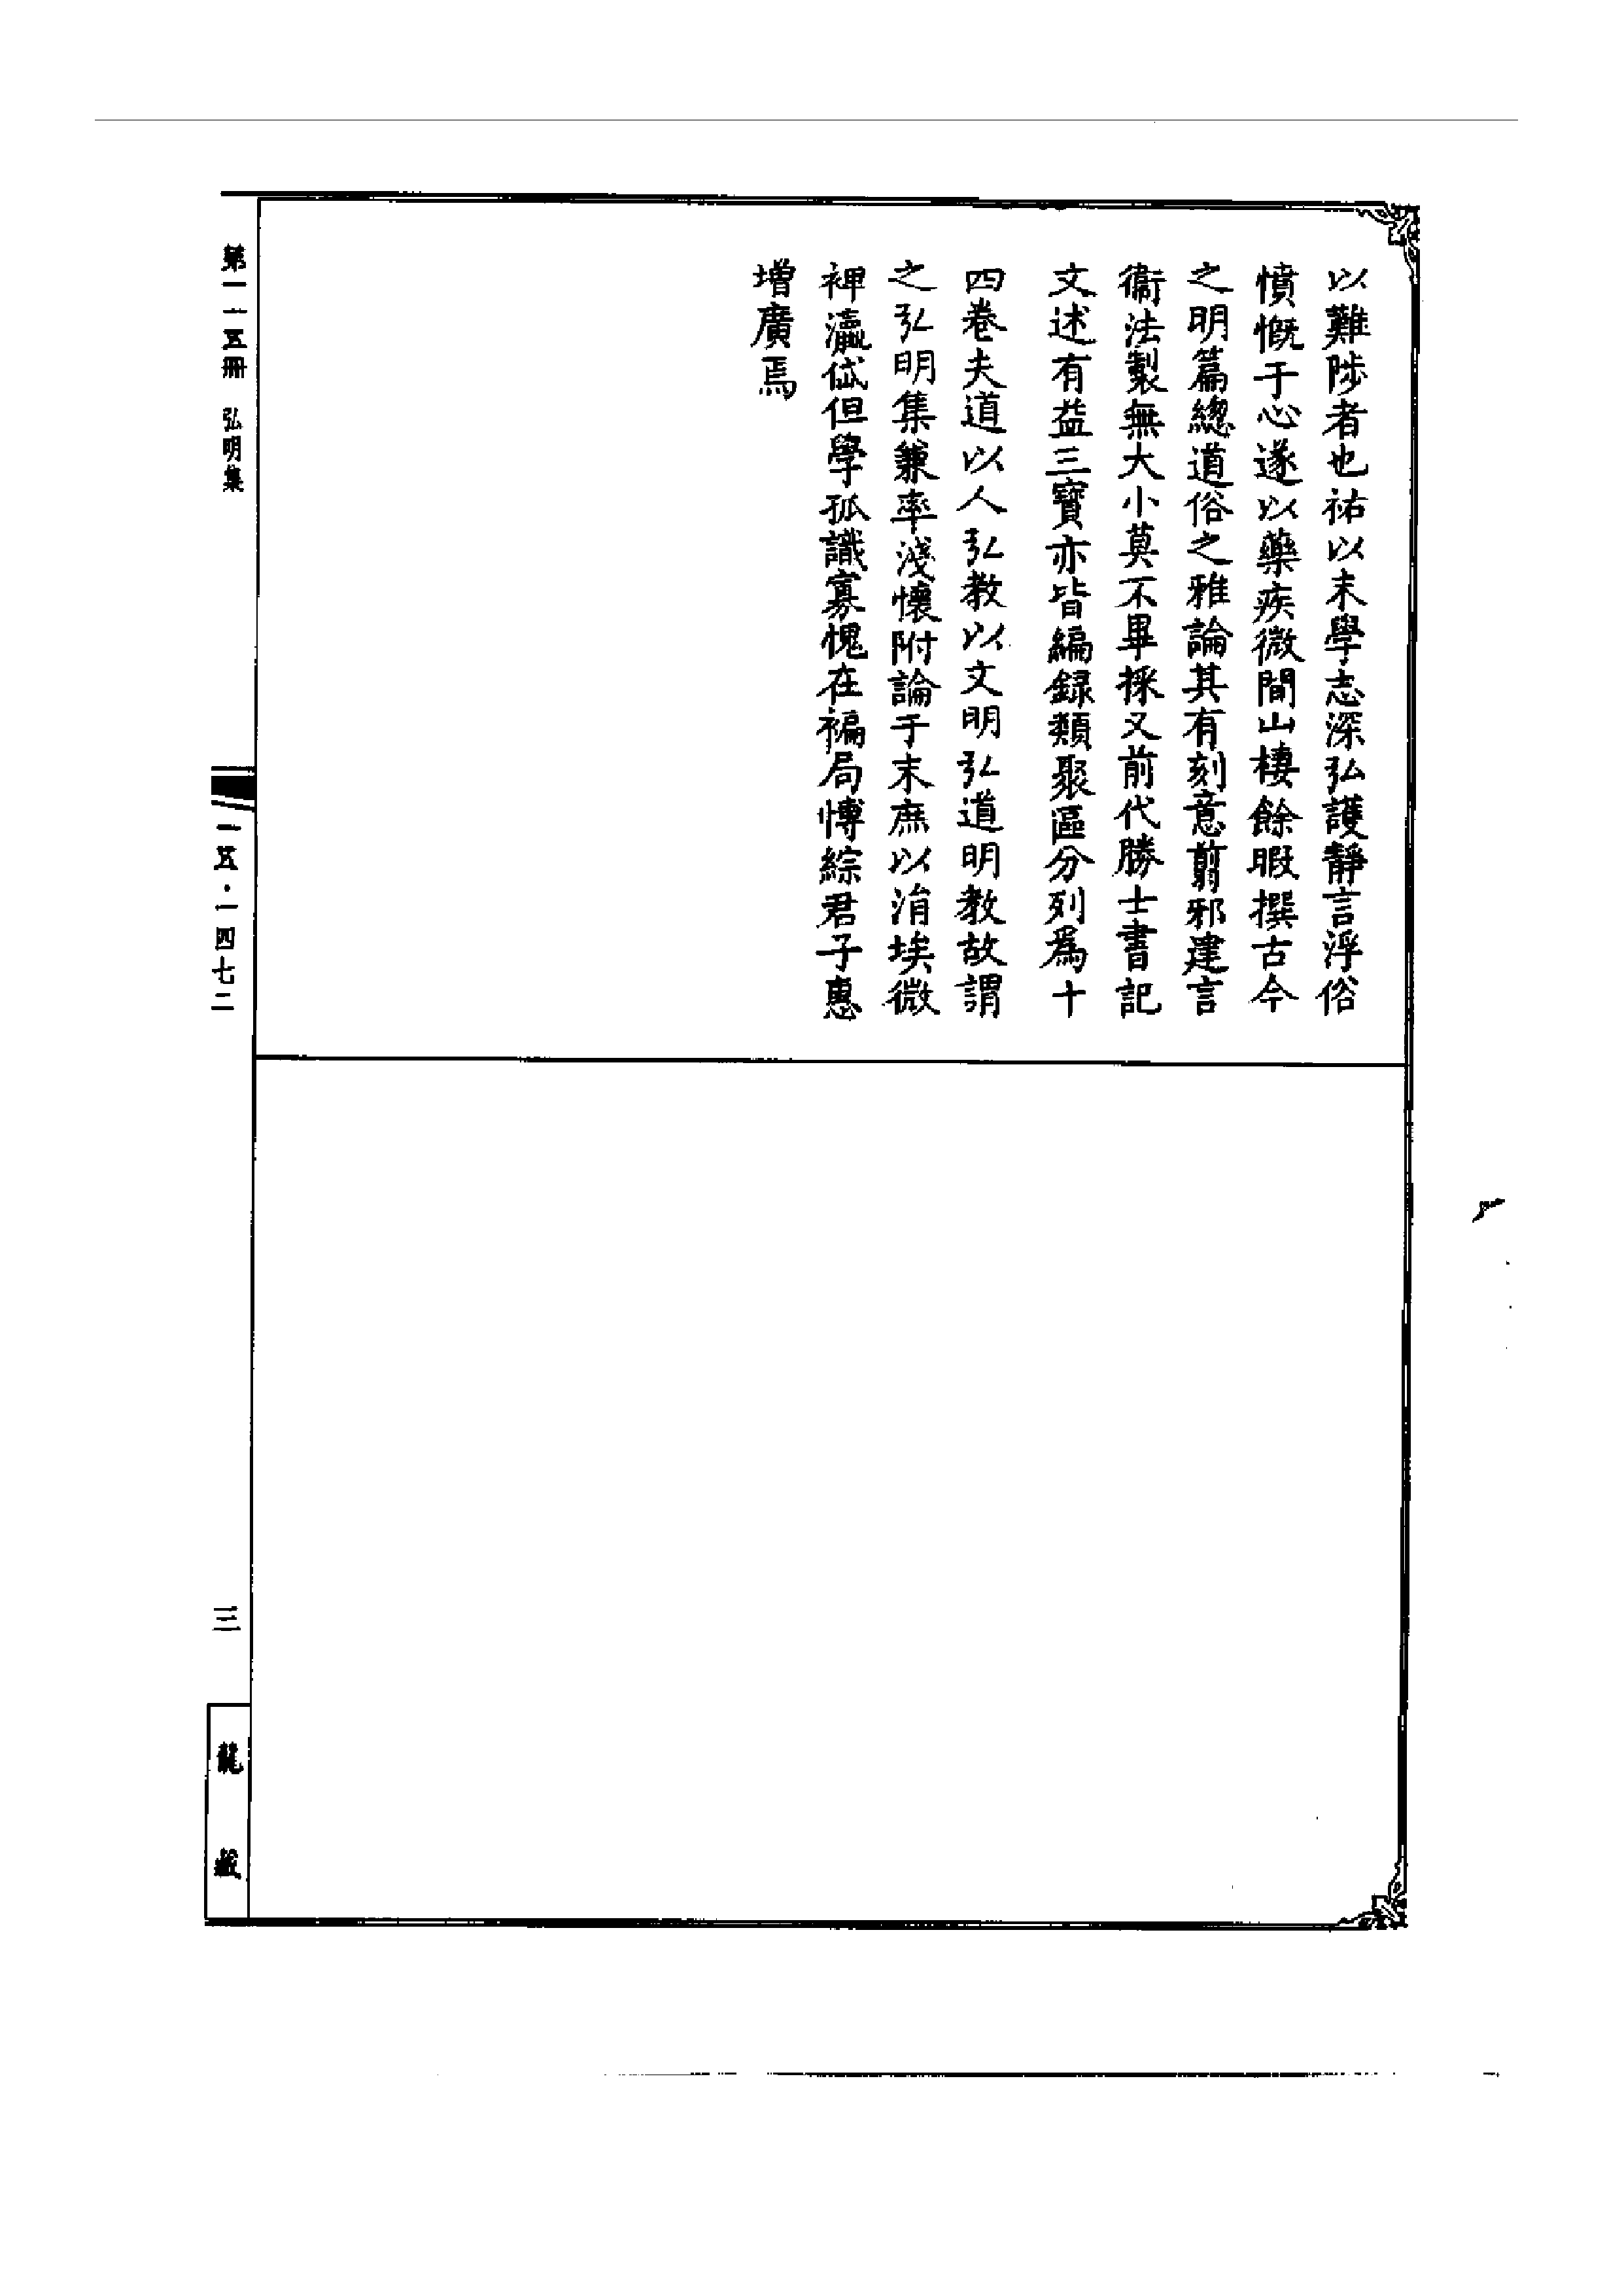 以難陟者也祐以末學志深弘護靜言浮俗
憤慨于心遂以藥疾微間山棲餘暇撰古今
之明篇總道俗之雅論其有刻意翦邪建言
衞法製無大小莫不畢採又前代勝士書記
文述有益三寶亦皆編録類聚區分列爲十
四卷夫道以人弘教以文明弘道明教故謂
之弘明集兼率淺懷附論于末庶以涓埃微
裨瀛岱但學孤識寡愧在褊局博綜君子惠
增廣焉
第一一五冊 弘明集
一五·一四七二
三
龍藏